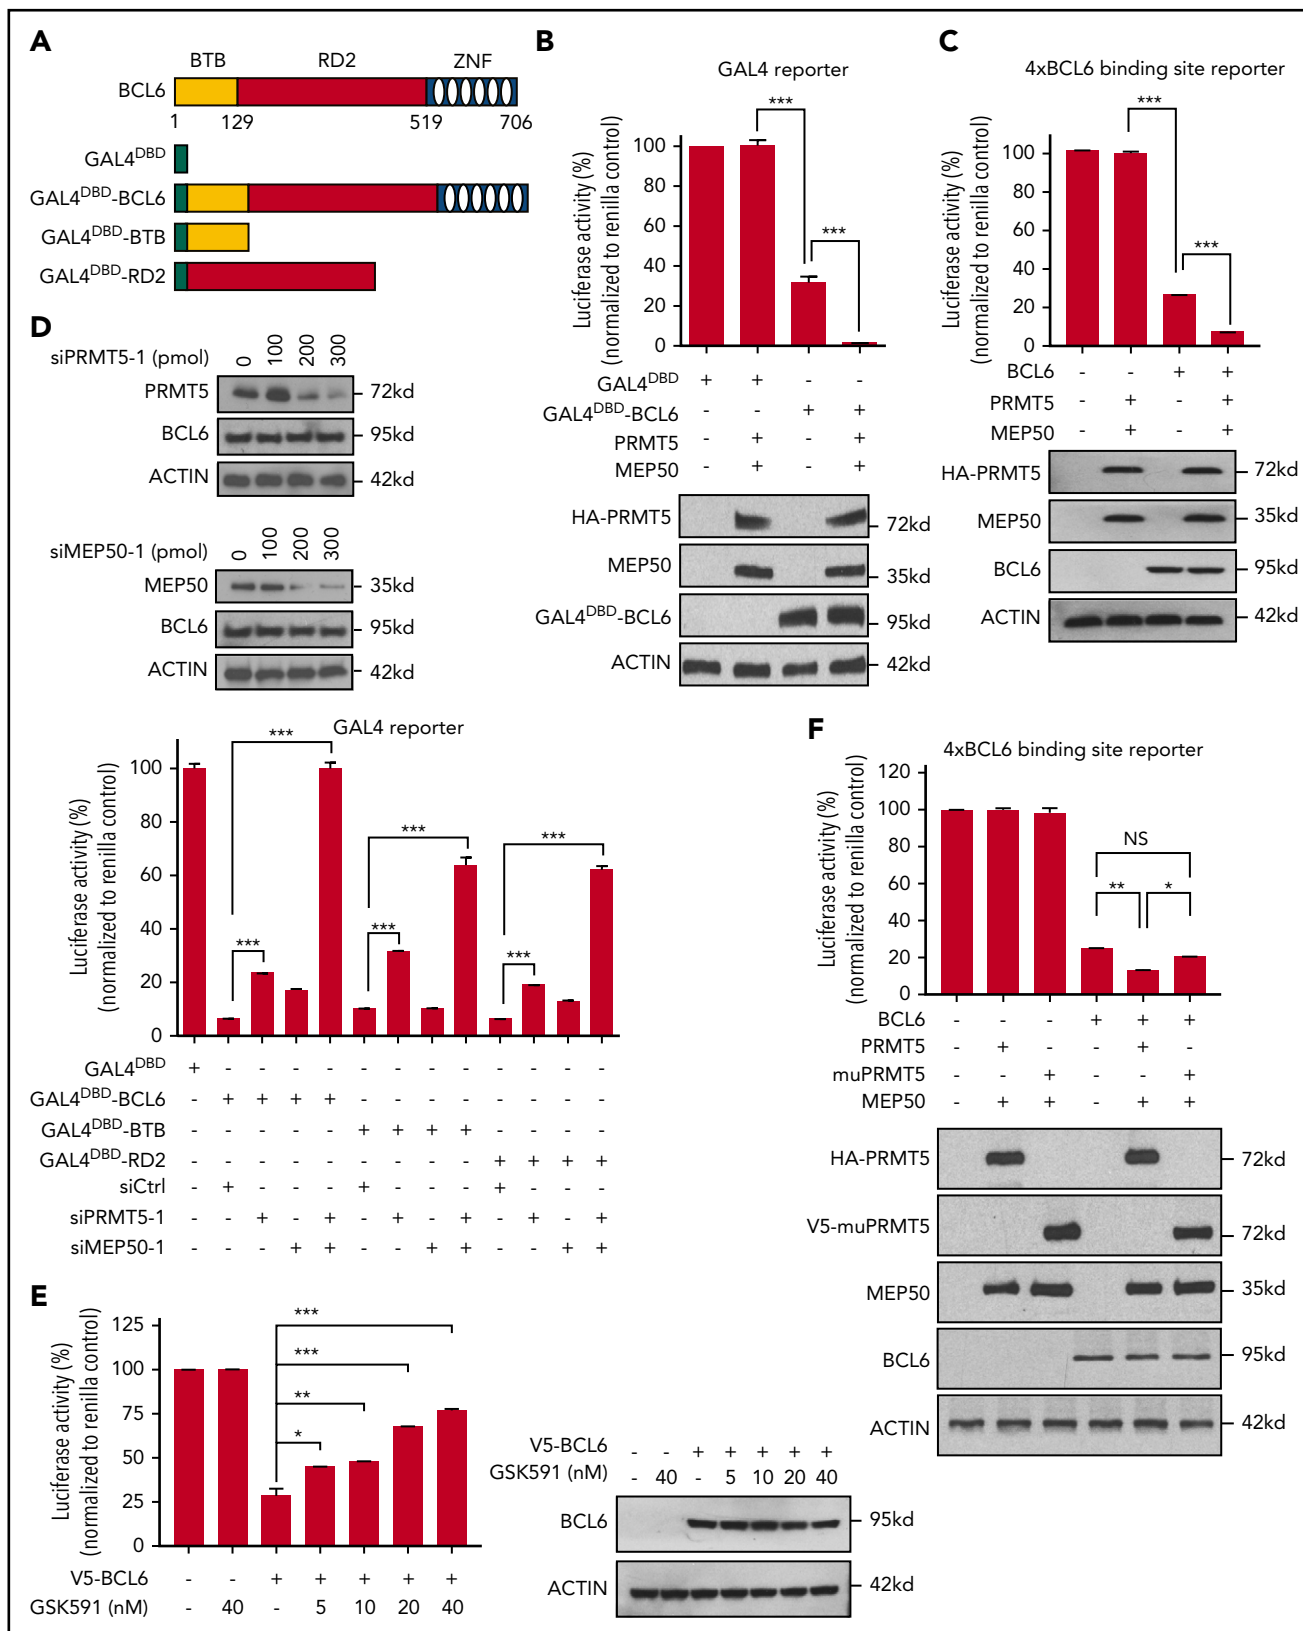 A
BTB RD2 ZNF
BCL6
1 129 519 706
GAL4DBD
GAL4DBD-BCL6
GAL4DBD-BTB
GAL4DBD-RD2
B
GAL4 reporter
Luciferase activity (%)
(normalized to renilla control)
100
80
60
40
20
0
***
***
GAL4DBD + + - -
GAL4DBD-BCL6 - - + +
PRMT5 - + - +
MEP50 - + - +
HA-PRMT5 72kd
MEP50 35kd
GAL4DBD-BCL6 95kd
ACTIN 42kd
C
4xBCL6 binding site reporter
Luciferase activity (%)
(normalized to renilla control)
100
80
60
40
20
0
***
***
BCL6 - - + +
PRMT5 - + - +
MEP50 - + - +
HA-PRMT5 72kd
MEP50 35kd
BCL6 95kd
ACTIN 42kd
D
siPRMT5-1 (pmol) 0 100 200 300
PRMT5 72kd
BCL6 95kd
ACTIN 42kd
siMEP50-1 (pmol) 0 100 200 300
MEP50 35kd
BCL6 95kd
ACTIN 42kd
GAL4 reporter
Luciferase activity (%)
(normalized to renilla control)
100
80
60
40
20
0
***
***
***
***
***
***
GAL4DBD + - - - - - - - - - - - -
GAL4DBD-BCL6 - + + + + - - - - - - - -
GAL4DBD-BTB - - - - - + + + + - - - -
GAL4DBD-RD2 - - - - - - - - - + + + +
siCtrl - + - - - + - - - + - - -
siPRMT5-1 - - + - + - + - + - + - +
siMEP50-1 - - - + + - - + + - - + +
E
Luciferase activity (%)
(normalized to renilla control)
125
100
75
50
25
0
***
***
**
*
V5-BCL6 - - + + + + +
GSK591 (nM) - 40 - 5 10 20 40
V5-BCL6 - - + + + + +
GSK591 (nM) - 40 - 5 10 20 40
BCL6 95kd
ACTIN 42kd
F
4xBCL6 binding site reporter
Luciferase activity (%)
(normalized to renilla control)
120
100
80
60
40
20
0
NS
** *
BCL6 - - - + + +
PRMT5 - + - - + -
muPRMT5 - - + - - +
MEP50 - + + - + +
HA-PRMT5 72kd
V5-muPRMT5 72kd
MEP50 35kd
BCL6 95kd
ACTIN 42kd